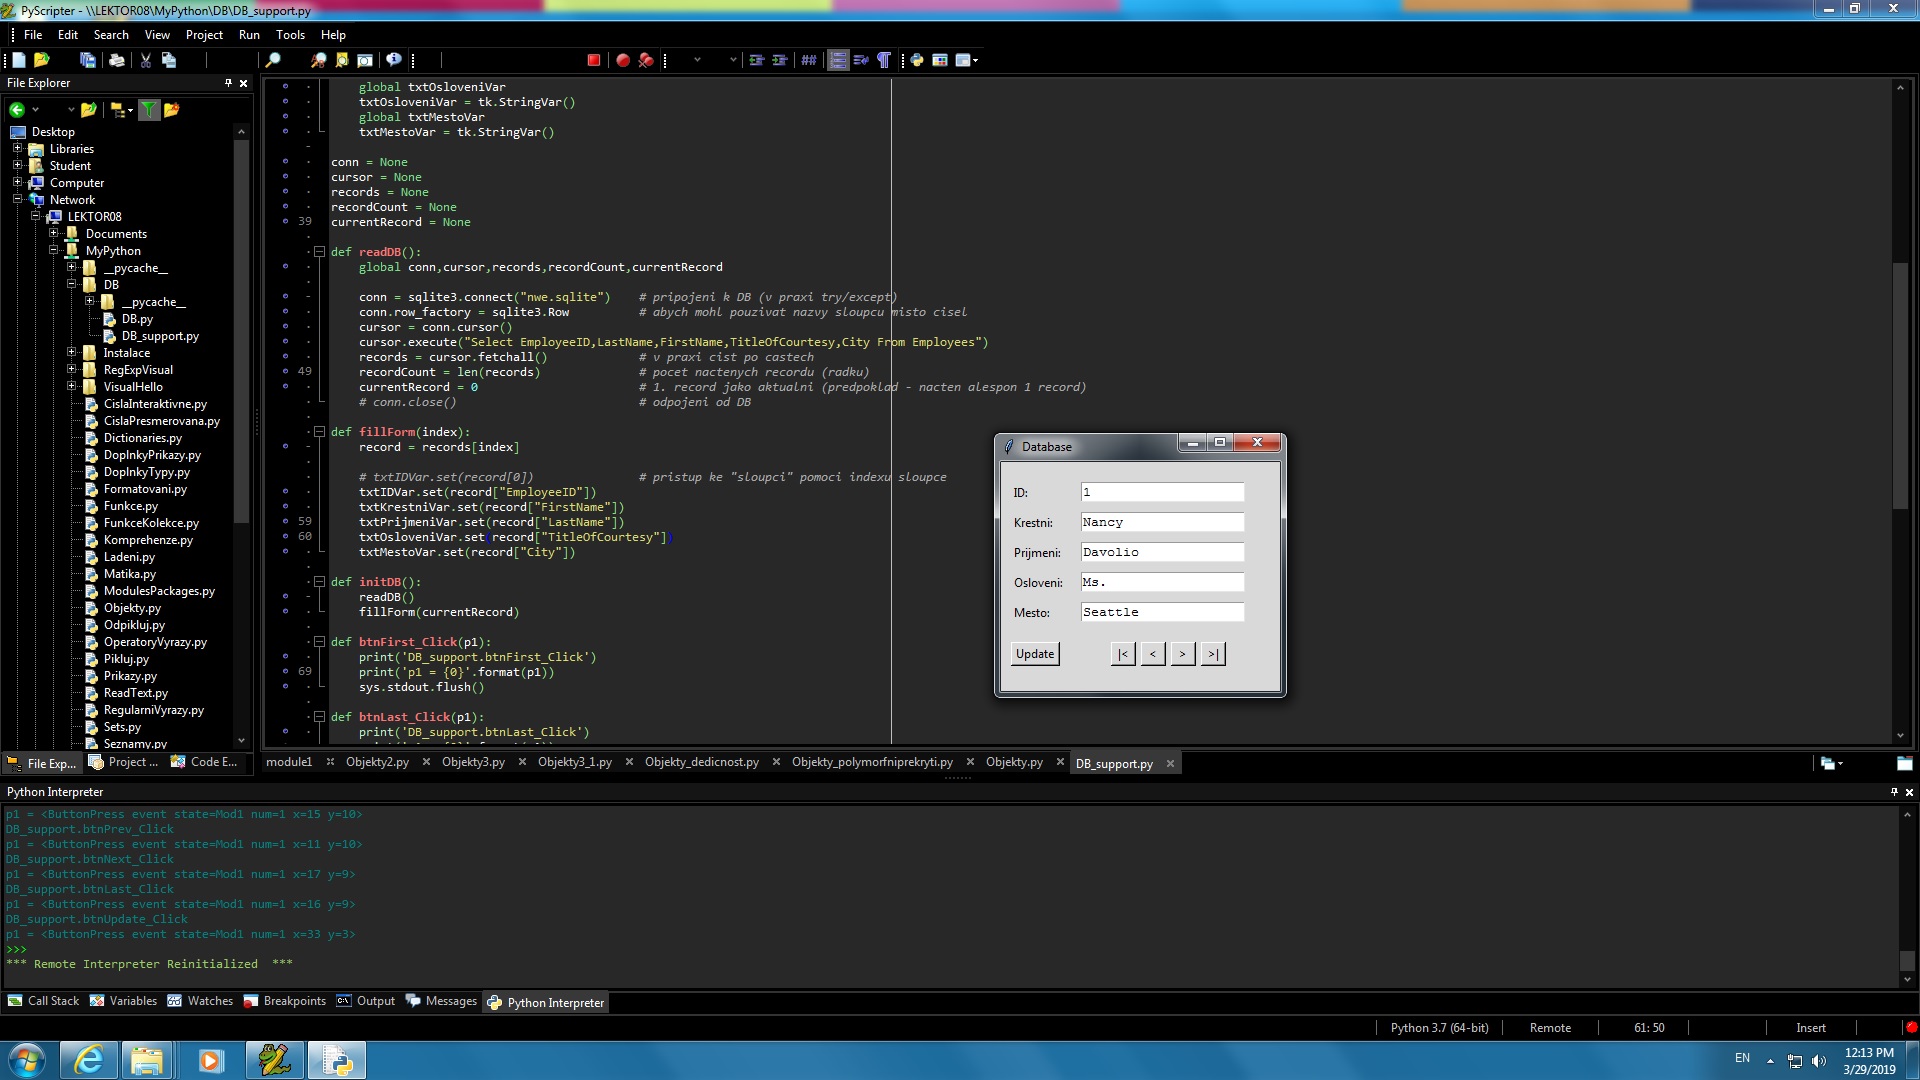 PyScripter - \\LEKTOR08\MyPython\DB\DB_support.py
File Edit Search View Project Run Tools Help
File Explorer
Desktop
Libraries
Student
Computer
Network
LEKTOR08
Documents
MyPython
__pycache__
DB
__pycache__
DB.py
DB_support.py
Instalace
RegExpVisual
VisualHello
CislaInteraktivne.py
CislaPresmerovana.py
Dictionaries.py
DoplnkyPrikazy.py
DoplnkyTypy.py
Formatovani.py
Funkce.py
FunkceKolekce.py
Komprehenze.py
Ladeni.py
Matika.py
ModulesPackages.py
Objekty.py
Odpikluj.py
OperatoryVyrazy.py
Pikluj.py
Prikazy.py
ReadText.py
RegularniVyrazy.py
Sets.py
Seznamy.py
File Exp... Project ... Code E...
global txtOsloveniVar
txtOsloveniVar = tk.StringVar()
global txtMestoVar
txtMestoVar = tk.StringVar()
conn = None
cursor = None
records = None
recordCount = None
39 currentRecord = None
def readDB():
global conn,cursor,records,recordCount,currentRecord
conn = sqlite3.connect("nwe.sqlite") # pripojeni k DB (v praxi try/except)
conn.row_factory = sqlite3.Row # abych mohl pouzivat nazvy sloupcu misto cisel
cursor = conn.cursor()
cursor.execute("Select EmployeeID,LastName,FirstName,TitleOfCourtesy,City From Employees")
records = cursor.fetchall() # v praxi cist po castech
49 recordCount = len(records) # pocet nactenych recordu (radku)
currentRecord = 0 # 1. record jako aktualni (predpoklad - nacten alespon 1 record)
# conn.close() # odpojeni od DB
def fillForm(index):
record = records[index]
# txtIDVar.set(record[0]) # pristup ke "sloupci" pomoci indexu sloupce
txtIDVar.set(record["EmployeeID"])
txtKrestniVar.set(record["FirstName"])
59 txtPrijmeniVar.set(record["LastName"])
60 txtOsloveniVar.set(record["TitleOfCourtesy"])
txtMestoVar.set(record["City"])
def initDB():
readDB()
fillForm(currentRecord)
def btnFirst_Click(p1):
print('DB_support.btnFirst_Click')
69 print('p1 = {0}'.format(p1))
sys.stdout.flush()
def btnLast_Click(p1):
print('DB_support.btnLast_Click')
Database
ID: 1
Krestni: Nancy
Prijmeni: Davolio
Osloveni: Ms.
Mesto: Seattle
Update |< < > >|
module1 Objekty2.py Objekty3.py Objekty3_1.py Objekty_dedicnost.py Objekty_polymorfniprekryti.py Objekty.py DB_support.py
Python Interpreter
p1 = <ButtonPress event state=Mod1 num=1 x=15 y=10>
DB_support.btnPrev_Click
p1 = <ButtonPress event state=Mod1 num=1 x=11 y=10>
DB_support.btnNext_Click
p1 = <ButtonPress event state=Mod1 num=1 x=17 y=9>
DB_support.btnLast_Click
p1 = <ButtonPress event state=Mod1 num=1 x=16 y=9>
DB_support.btnUpdate_Click
p1 = <ButtonPress event state=Mod1 num=1 x=33 y=3>
>>>
*** Remote Interpreter Reinitialized ***
Call Stack Variables Watches Breakpoints Output Messages Python Interpreter
Python 3.7 (64-bit) Remote 61: 50 Insert
EN 12:13 PM
3/29/2019